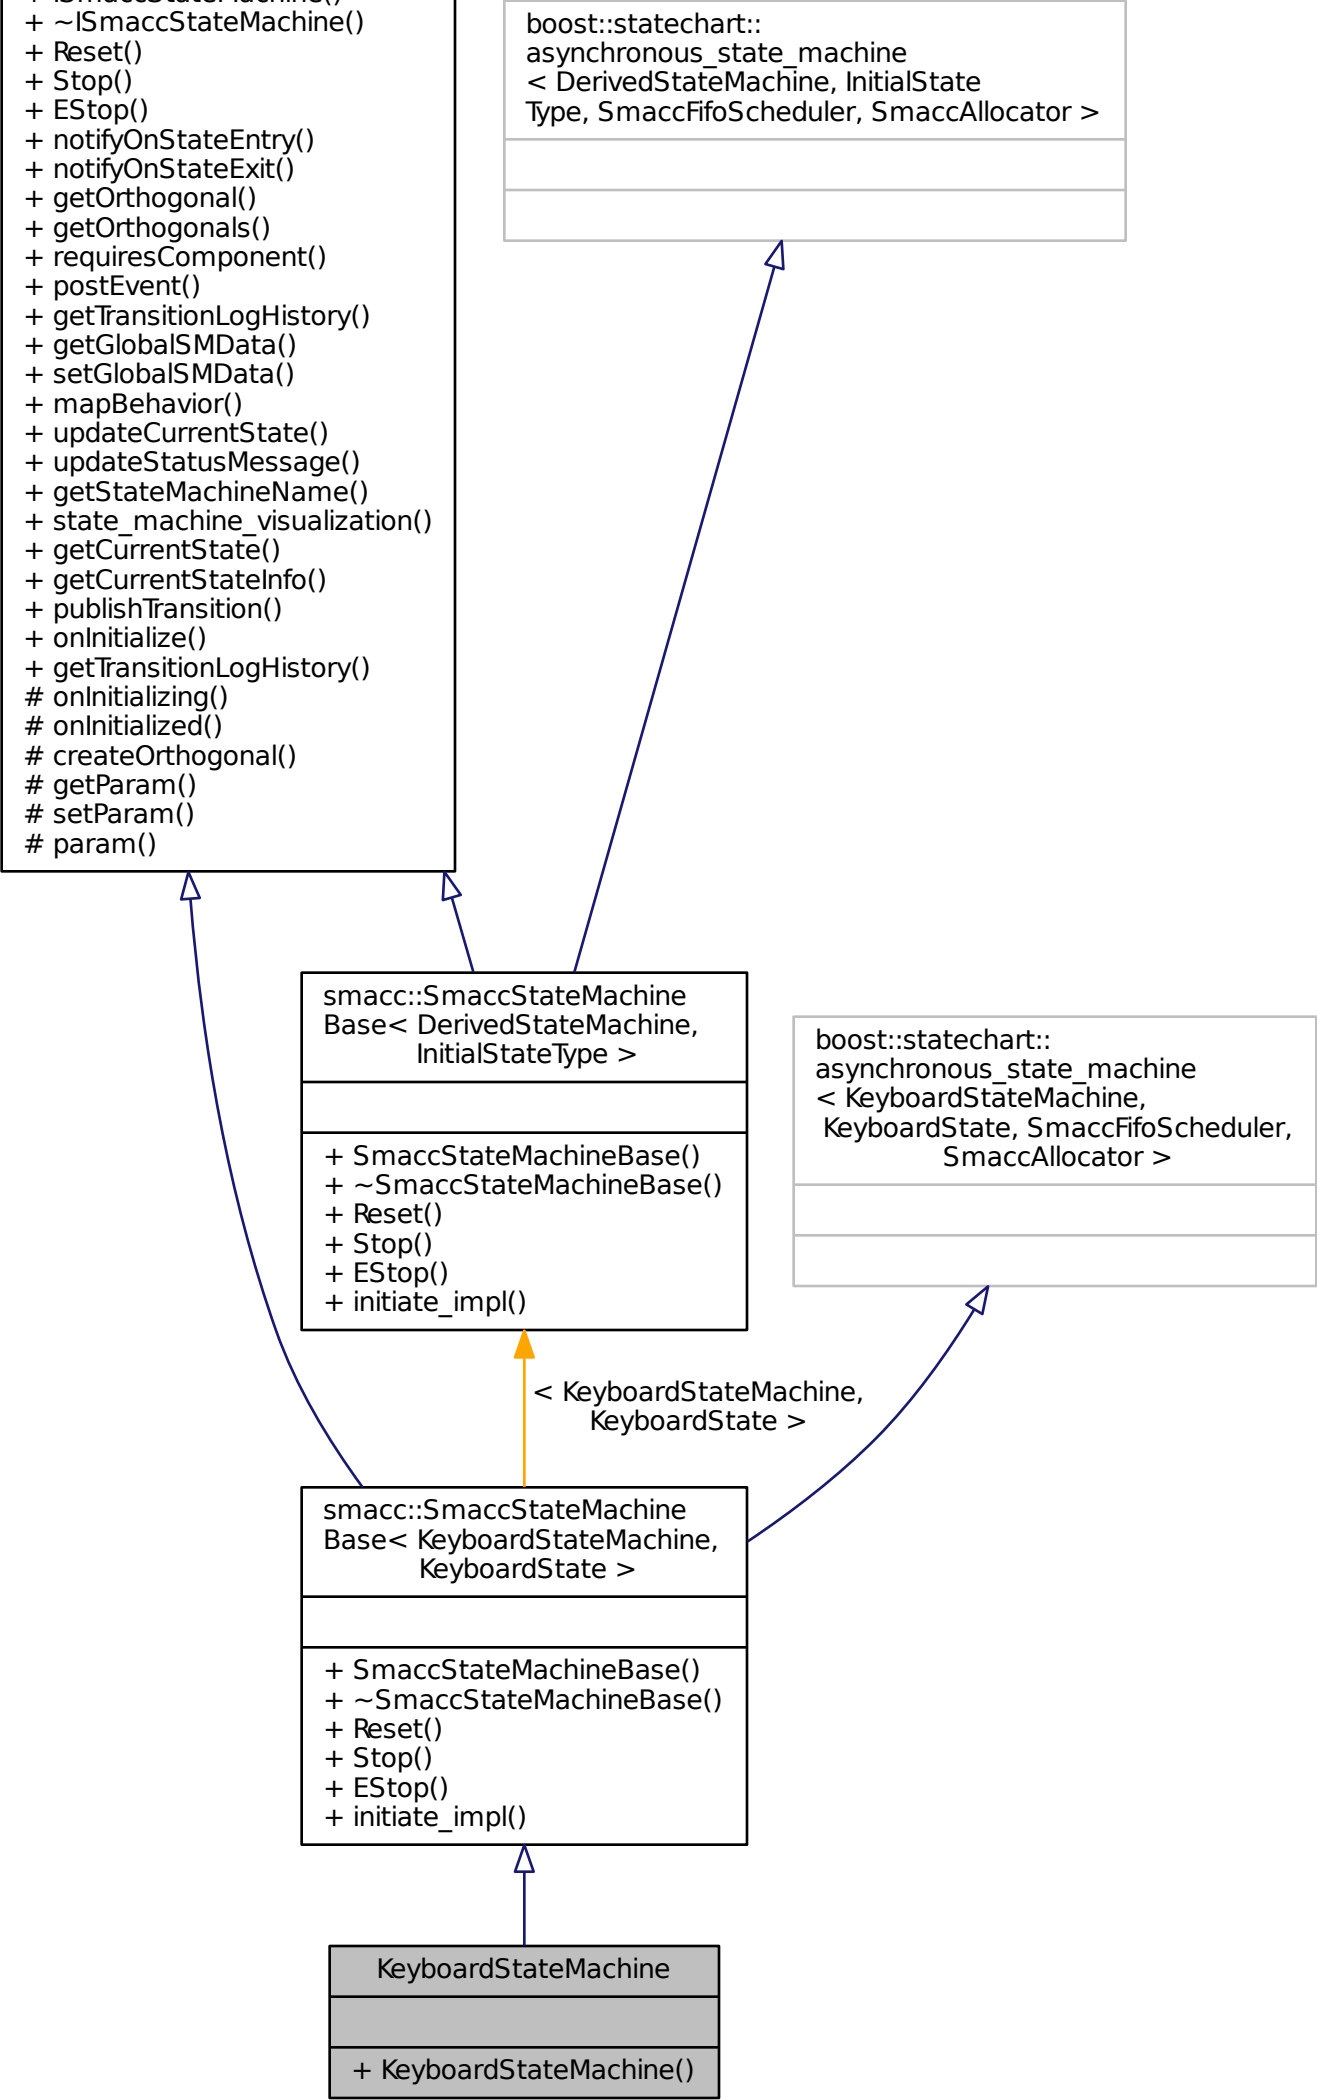 + ISmaccStateMachine()
+ ~ISmaccStateMachine()
+ Reset()
+ Stop()
+ EStop()
+ notifyOnStateEntry()
+ notifyOnStateExit()
+ getOrthogonal()
+ getOrthogonals()
+ requiresComponent()
+ postEvent()
+ getTransitionLogHistory()
+ getGlobalSMData()
+ setGlobalSMData()
+ mapBehavior()
+ updateCurrentState()
+ updateStatusMessage()
+ getStateMachineName()
+ state_machine_visualization()
+ getCurrentState()
+ getCurrentStateInfo()
+ publishTransition()
+ onInitialize()
+ getTransitionLogHistory()
# onInitializing()
# onInitialized()
# createOrthogonal()
# getParam()
# setParam()
# param()
boost::statechart::
asynchronous_state_machine
< DerivedStateMachine, InitialState
Type, SmaccFifoScheduler, SmaccAllocator >
smacc::SmaccStateMachine
Base< DerivedStateMachine,
InitialStateType >
+ SmaccStateMachineBase()
+ ~SmaccStateMachineBase()
+ Reset()
+ Stop()
+ EStop()
+ initiate_impl()
boost::statechart::
asynchronous_state_machine
< KeyboardStateMachine,
KeyboardState, SmaccFifoScheduler,
SmaccAllocator >
< KeyboardStateMachine,
KeyboardState >
smacc::SmaccStateMachine
Base< KeyboardStateMachine,
KeyboardState >
+ SmaccStateMachineBase()
+ ~SmaccStateMachineBase()
+ Reset()
+ Stop()
+ EStop()
+ initiate_impl()
KeyboardStateMachine
+ KeyboardStateMachine()